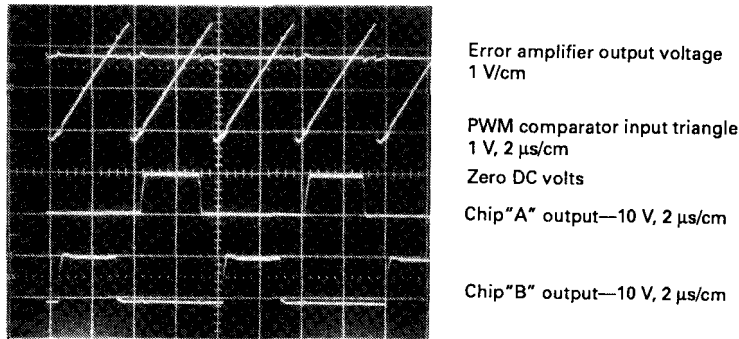 Error amplifier output voltage
1 V/cm
PWM comparator input triangle
1 V, 2 μs/cm
Zero DC volts
Chip"A" output—10 V, 2 μs/cm
Chip"B" output—10 V, 2 μs/cm